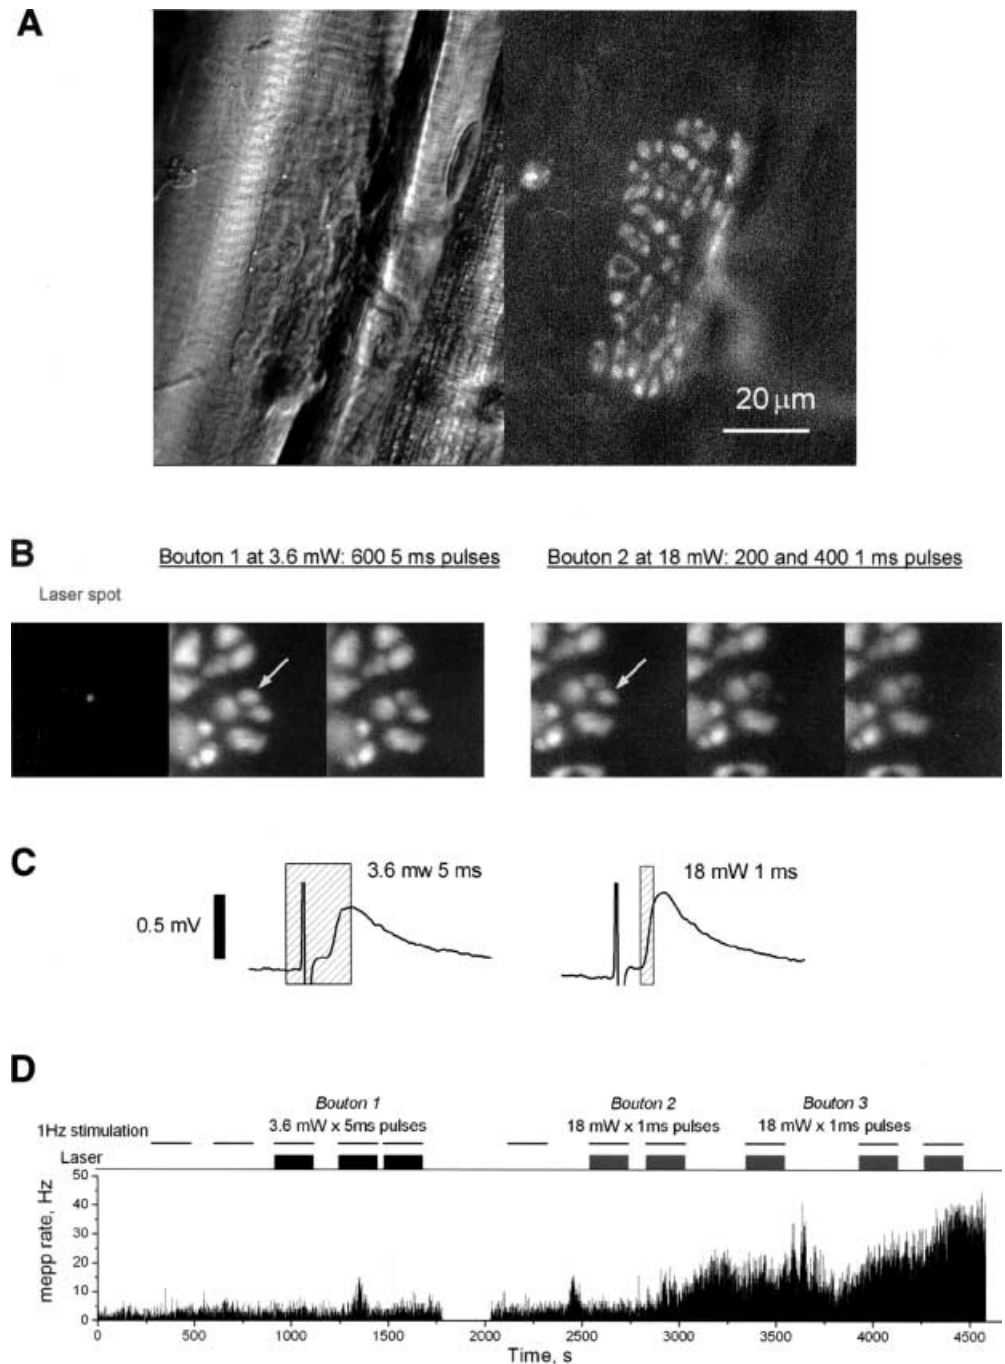 A
20 µm
B
Bouton 1 at 3.6 mW: 600 5 ms pulses
Bouton 2 at 18 mW: 200 and 400 1 ms pulses
Laser spot
C
3.6 mw 5 ms
18 mW 1 ms
0.5 mV
D
Bouton 1
Bouton 2
Bouton 3
3.6 mW x 5ms pulses
18 mW x 1ms pulses
18 mW x 1ms pulses
1Hz stimulation
Laser
50
40
30
20
10
0
mepp rate, Hz
0
500
1000
1500
2000
2500
3000
3500
4000
4500
Time, s